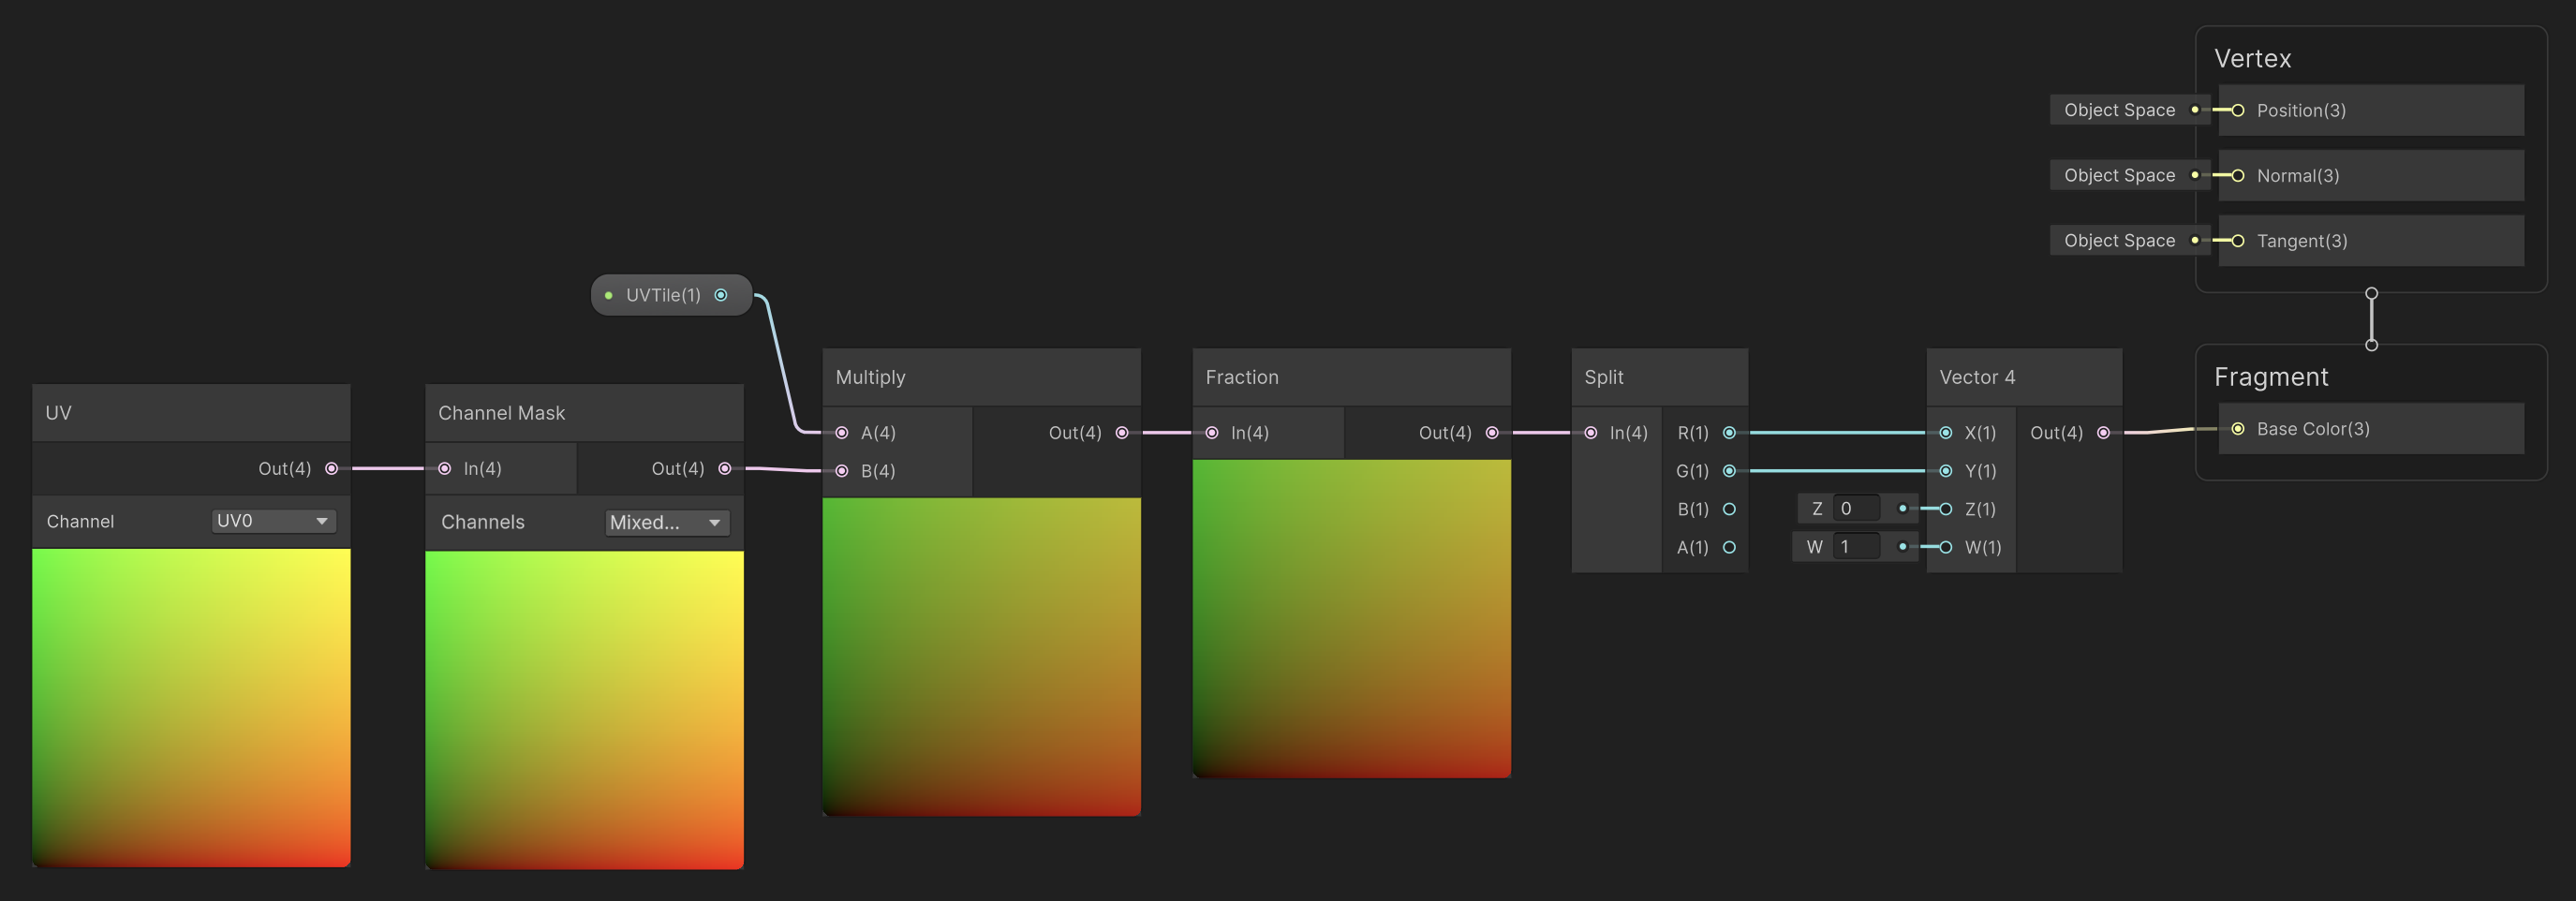 Vertex
Object Space
Position(3)
Object Space
Normal(3)
Object Space
Tangent(3)
UVTile(1)
UV
Out(4)
Channel
UV0
Channel Mask
In(4)
Out(4)
Channels
Mixed...
Multiply
A(4)
Out(4)
B(4)
Fraction
In(4)
Out(4)
Split
In(4)
R(1)
G(1)
B(1)
A(1)
Z 0
W 1
Vector 4
X(1)
Out(4)
Y(1)
Z(1)
W(1)
Fragment
Base Color(3)